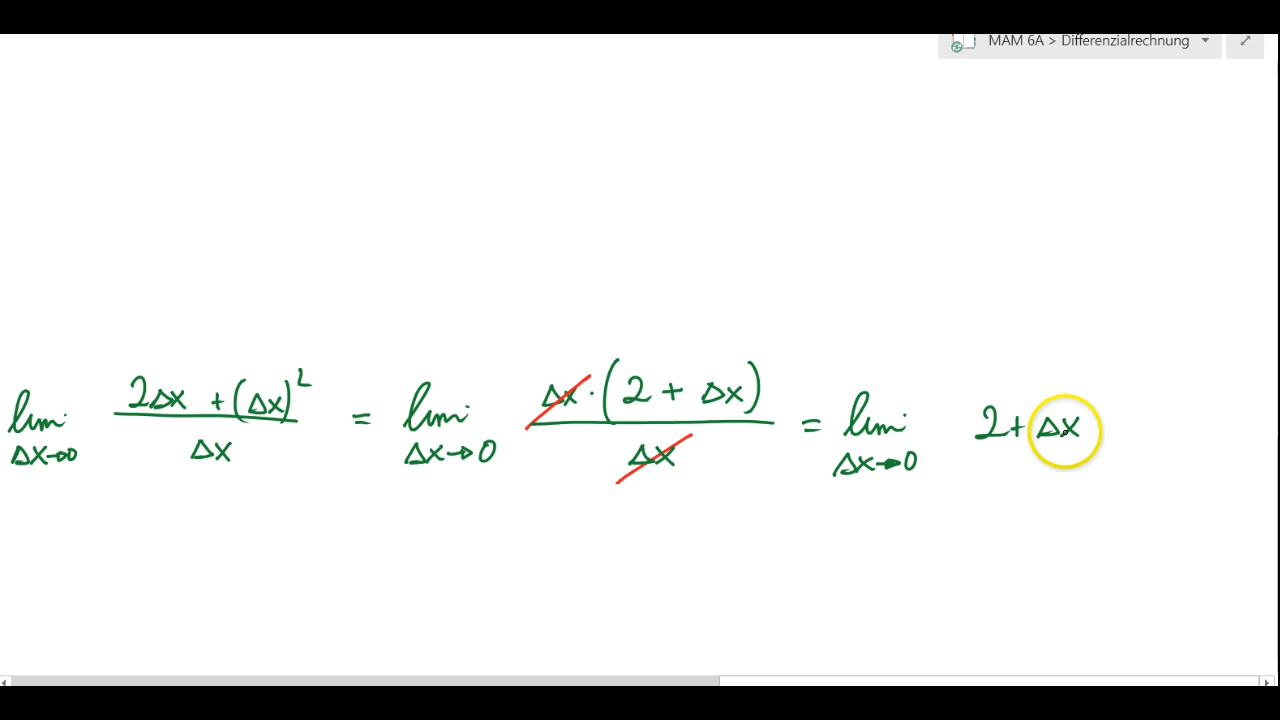 MAM 6A > Differenzialrechnung
lim Δx→0 (2Δx + (Δx)²)/Δx = lim Δx→0 (Δx · (2 + Δx))/Δx = lim Δx→0 2 + Δx